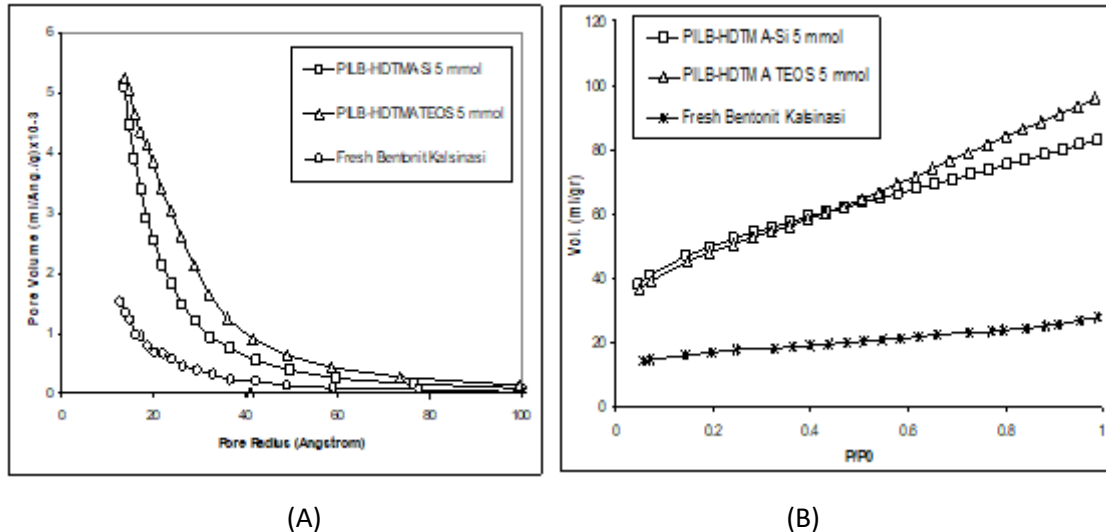 6
5
4
3
2
1
0
0
20
40
60
80
100
Pore Volume (ml/Ang./g)x10-3
Pore Radius (Angstrom)
PILB-HDTMASi 5 mmol
PILB-HDTMATEOS 5 mmol
Fresh Bentonit Kalsinasi
(A)
120
100
80
60
40
20
0
0
0.2
0.4
0.6
0.8
1
Vol. (ml/gr)
P/P0
PILB-HDTM A-Si 5 mmol
PILB-HDTM A TEOS 5 mmol
Fresh Bentonit Kalsinasi
(B)